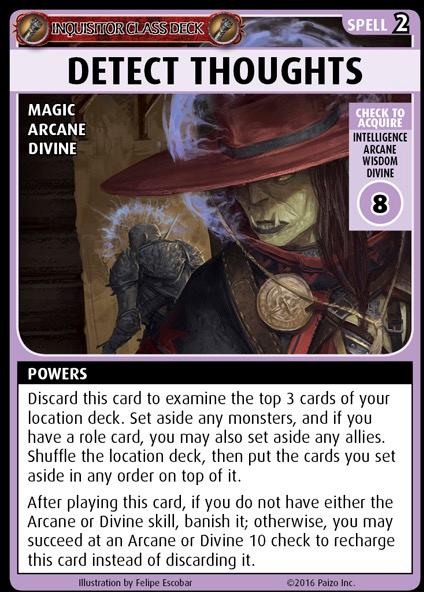 INQUISITOR CLASS DECK
SPELL 2
DETECT THOUGHTS
MAGIC
ARCANE
DIVINE
CHECK TO
ACQUIRE
INTELLIGENCE
ARCANE
WISDOM
DIVINE
8
POWERS
Discard this card to examine the top 3 cards of your
location deck. Set aside any monsters, and if you
have a role card, you may also set aside any allies.
Shuffle the location deck, then put the cards you set
aside in any order on top of it.
After playing this card, if you do not have either the
Arcane or Divine skill, banish it; otherwise, you may
succeed at an Arcane or Divine 10 check to recharge
this card instead of discarding it.
Illustration by Felipe Escobar
©2016 Paizo Inc.